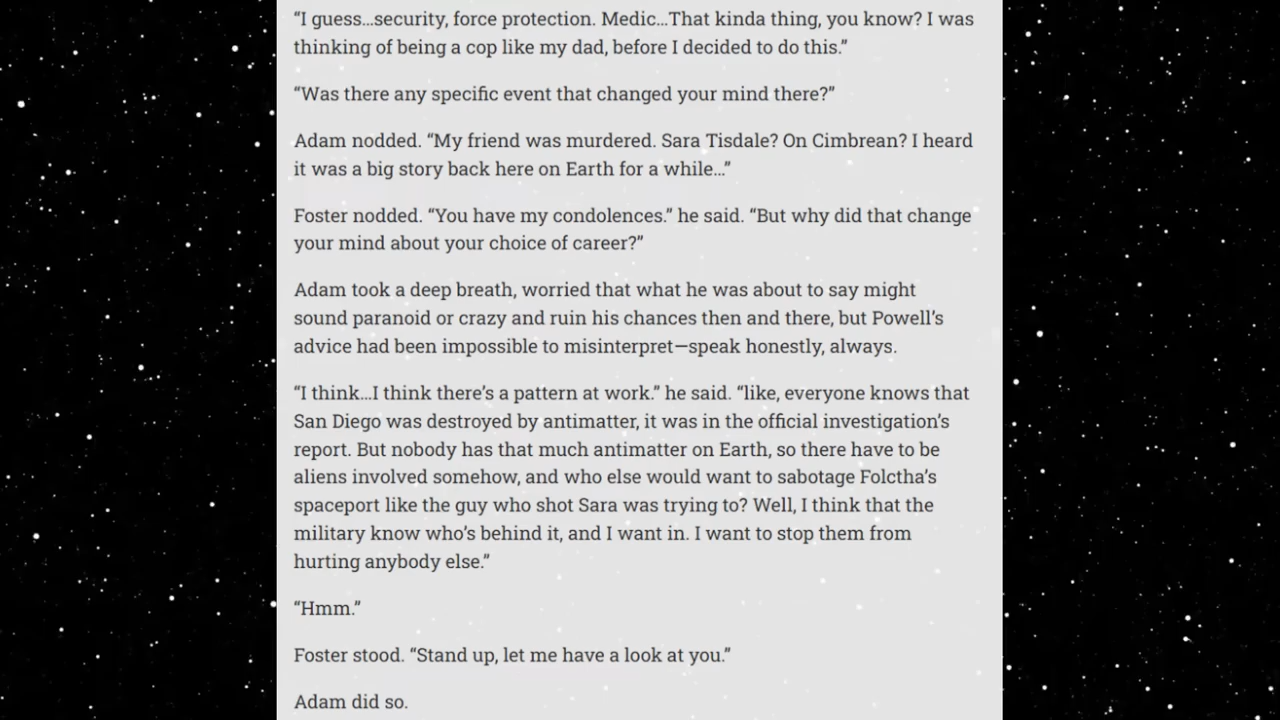 “I guess…security, force protection. Medic…That kinda thing, you know? I was
thinking of being a cop like my dad, before I decided to do this.”
“Was there any specific event that changed your mind there?”
Adam nodded. “My friend was murdered. Sara Tisdale? On Cimbrean? I heard
it was a big story back here on Earth for a while…”
Foster nodded. “You have my condolences.” he said. “But why did that change
your mind about your choice of career?”
Adam took a deep breath, worried that what he was about to say might
sound paranoid or crazy and ruin his chances then and there, but Powell’s
advice had been impossible to misinterpret—speak honestly, always.
“I think…I think there’s a pattern at work.” he said. “like, everyone knows that
San Diego was destroyed by antimatter, it was in the official investigation’s
report. But nobody has that much antimatter on Earth, so there have to be
aliens involved somehow, and who else would want to sabotage Folctha’s
spaceport like the guy who shot Sara was trying to? Well, I think that the
military know who’s behind it, and I want in. I want to stop them from
hurting anybody else.”
“Hmm.”
Foster stood. “Stand up, let me have a look at you.”
Adam did so.